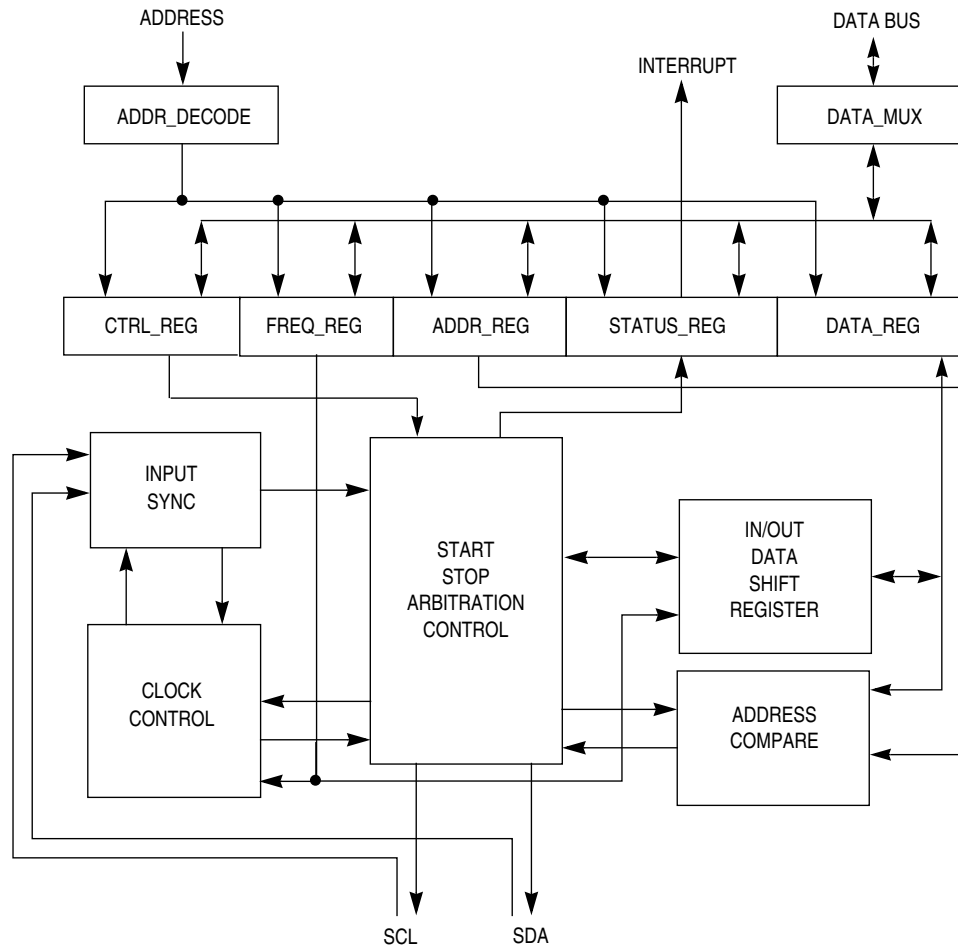 ADDRESS
DATA BUS
INTERRUPT
ADDR_DECODE
DATA_MUX
CTRL_REG
FREQ_REG
ADDR_REG
STATUS_REG
DATA_REG
INPUT
SYNC
START
STOP
ARBITRATION
CONTROL
IN/OUT
DATA
SHIFT
REGISTER
CLOCK
CONTROL
ADDRESS
COMPARE
SCL
SDA